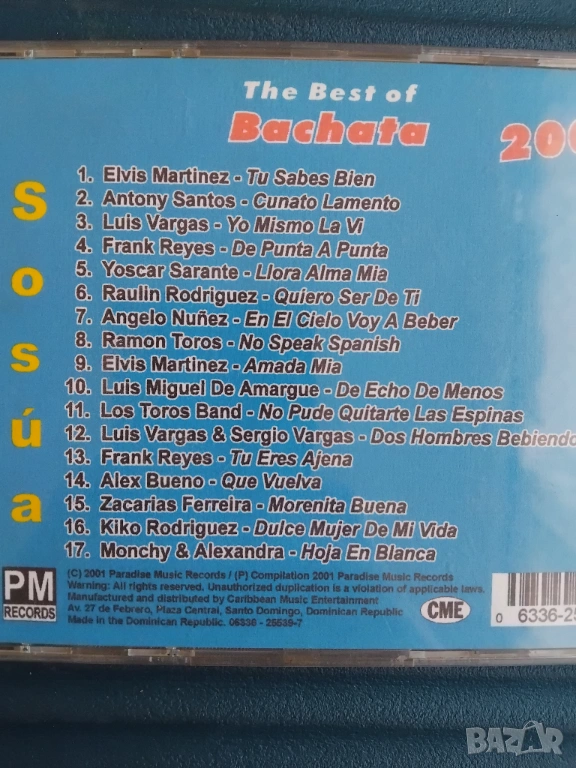 The Best of
Bachata 200
Sosúa
1. Elvis Martinez - Tu Sabes Bien
2. Antony Santos - Cunato Lamento
3. Luis Vargas - Yo Mismo La Vi
4. Frank Reyes - De Punta A Punta
5. Yoscar Sarante - Llora Alma Mia
6. Raulin Rodriguez - Quiero Ser De Ti
7. Angelo Nuñez - En El Cielo Voy A Beber
8. Ramon Toros - No Speak Spanish
9. Elvis Martinez - Amada Mia
10. Luis Miguel De Amargue - De Echo De Menos
11. Los Toros Band - No Pude Quitarte Las Espinas
12. Luis Vargas & Sergio Vargas - Dos Hombres Bebiendo
13. Frank Reyes - Tu Eres Ajena
14. Alex Bueno - Que Vuelva
15. Zacarias Ferreira - Morenita Buena
16. Kiko Rodriguez - Dulce Mujer De Mi Vida
17. Monchy & Alexandra - Hoja En Blanca
PM
RECORDS
(C) 2001 Paradise Music Records / (P) Compilation 2001 Paradise Music Records
Warning: All rights reserved. Unauthorized duplication is a violation of applicable laws.
Manufactured and distributed by Caribbean Music Entertainment
Av. 27 de Febrero, Plaza Central, Santo Domingo, Dominican Republic
Made in the Dominican Republic. 06336 - 25539-7
CME
0 6336-25
BAZAR